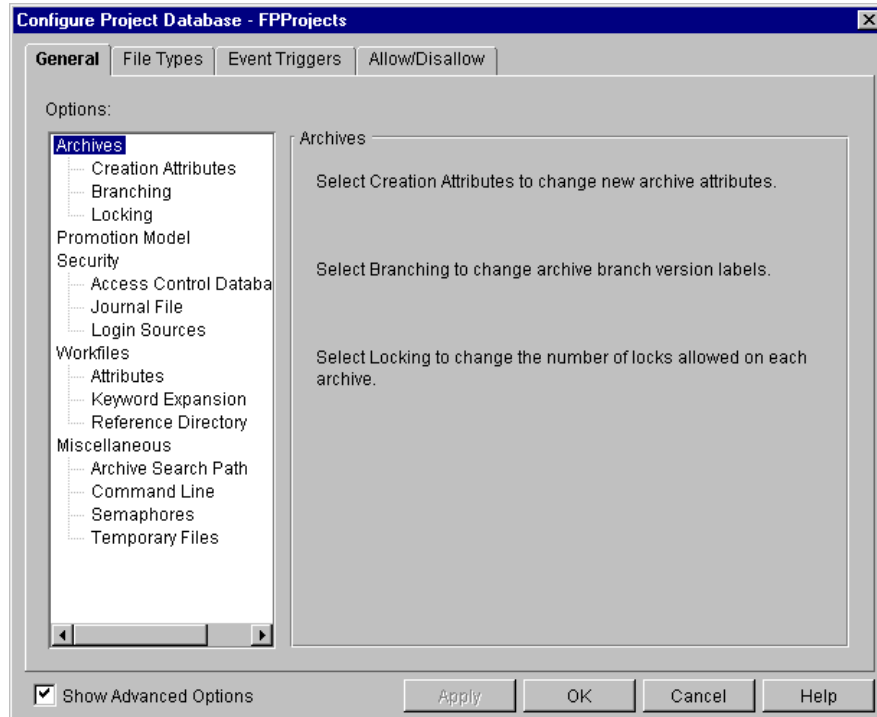 Configure Project Database - FPProjects
General
File Types
Event Triggers
Allow/Disallow
Options:
Archives
Creation Attributes
Branching
Locking
Promotion Model
Security
Access Control Databa
Journal File
Login Sources
Workfiles
Attributes
Keyword Expansion
Reference Directory
Miscellaneous
Archive Search Path
Command Line
Semaphores
Temporary Files
Archives
Select Creation Attributes to change new archive attributes.
Select Branching to change archive branch version labels.
Select Locking to change the number of locks allowed on each
archive.
Show Advanced Options
Apply
OK
Cancel
Help